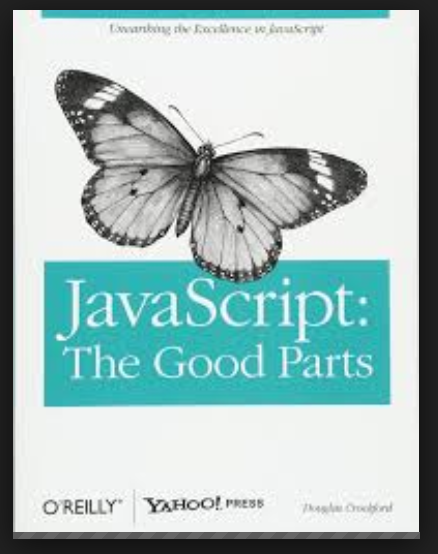 Unearthing the Excellence in JavaScript
JavaScript:
The Good Parts
O'REILLY® YAHOO! PRESS Douglas Crockford